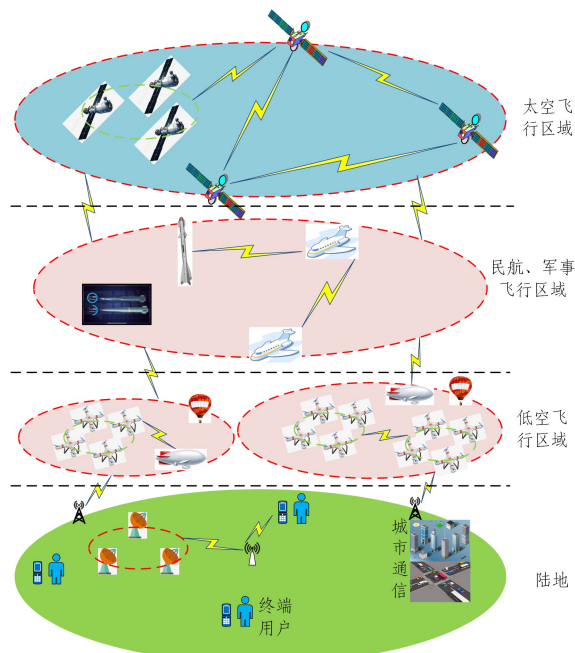 太空飞
行区域
民航、军事
飞行区域
低空飞
行区域
城
市
通
信
陆地
终端
用户